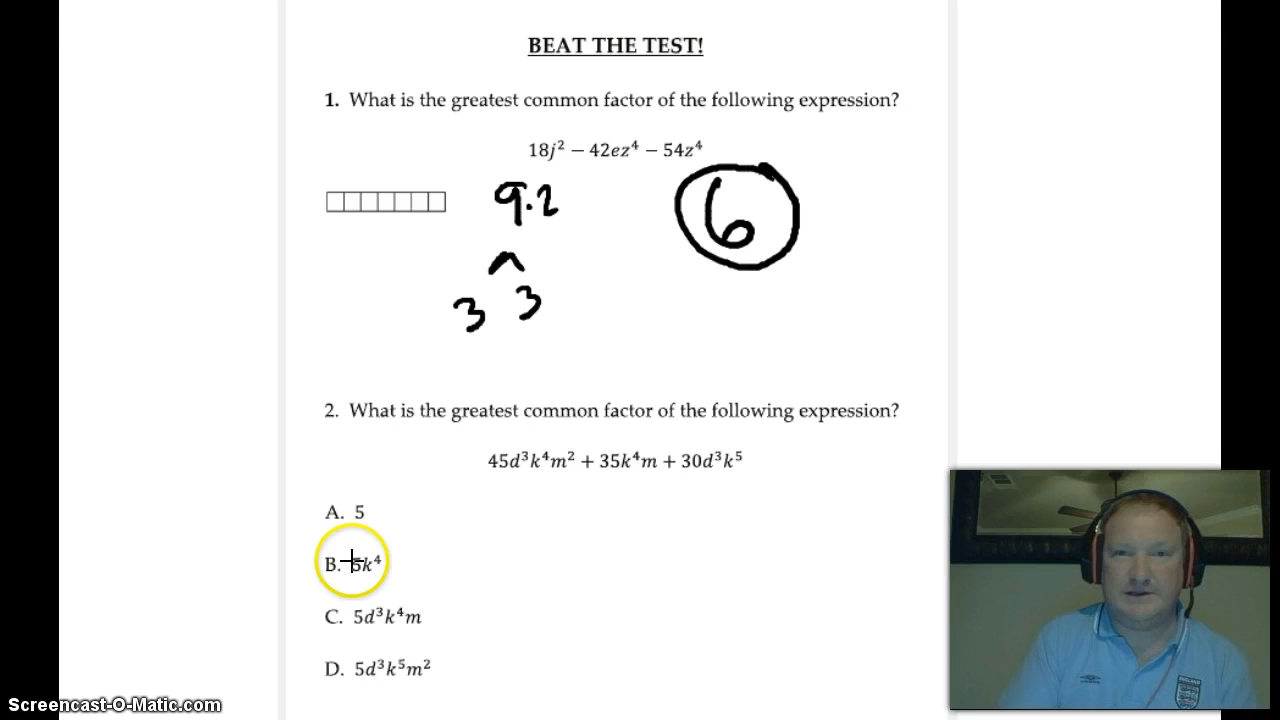 BEAT THE TEST!
1. What is the greatest common factor of the following expression?
18j² − 42ez⁴ − 54z⁴
9.2
6
3 3
2. What is the greatest common factor of the following expression?
45d³k⁴m² + 35k⁴m + 30d³k⁵
A. 5
B. 5k⁴
C. 5d³k⁴m
D. 5d³k⁵m²
ENGLAND
Screencast-O-Matic.com